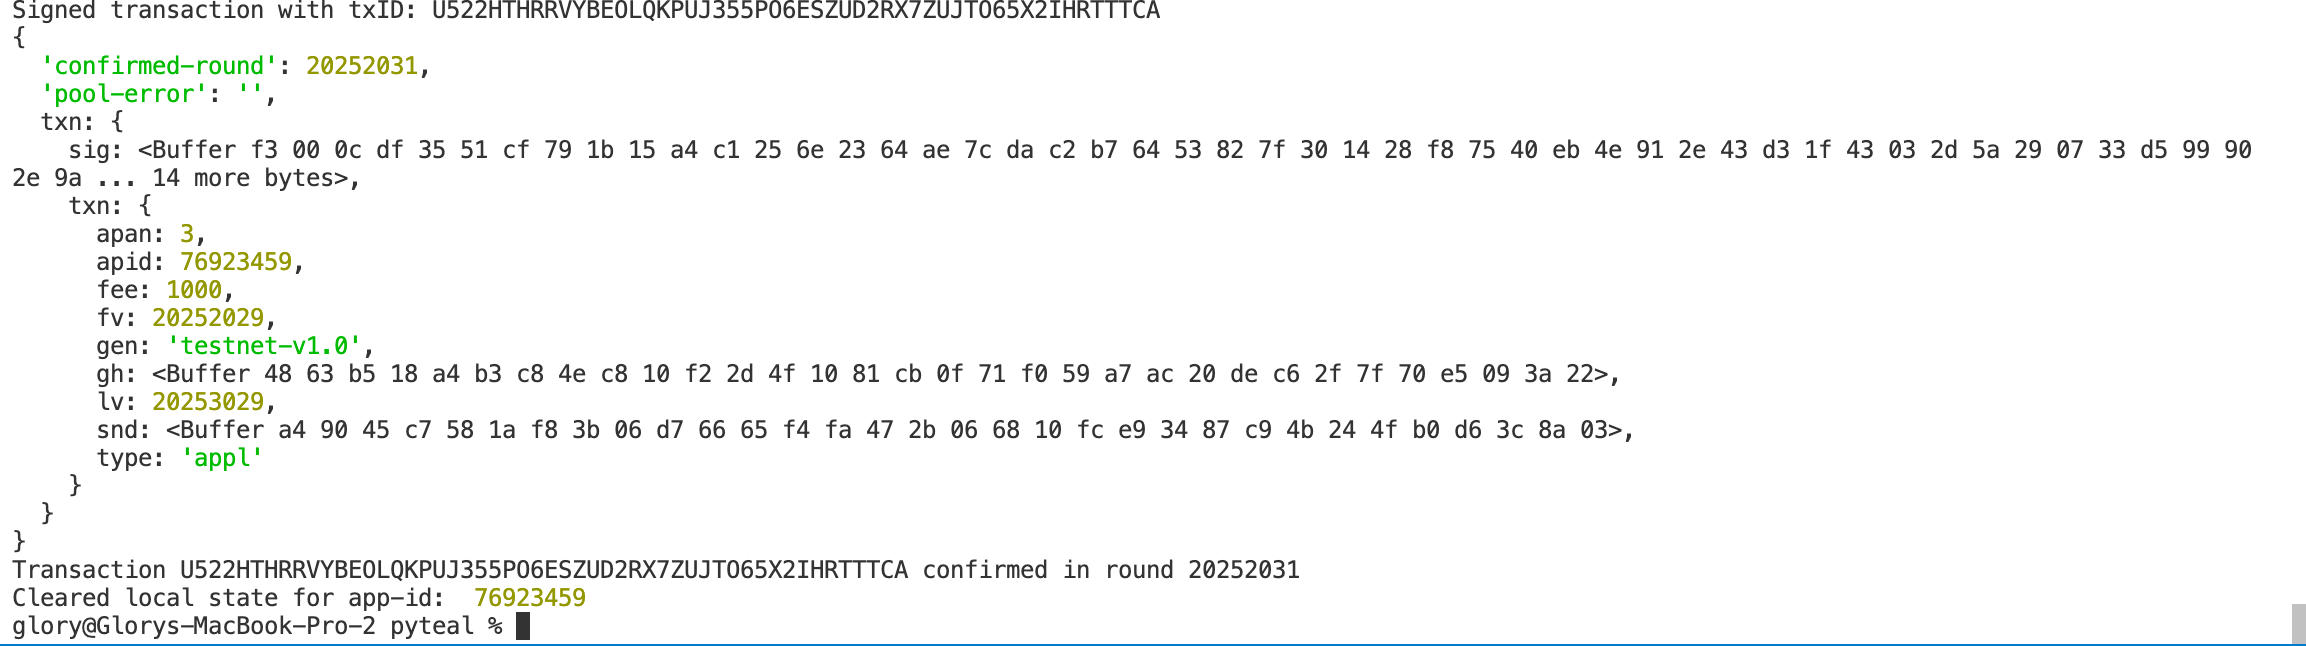 Signed transaction with txID: U522HTHRRVYBEOLQKPUJ355PO6ESZUD2RX7ZUJTO65X2IHRTTTCA
{
  'confirmed-round': 20252031,
  'pool-error': '',
  txn: {
    sig: <Buffer f3 00 0c df 35 51 cf 79 1b 15 a4 c1 25 6e 23 64 ae 7c da c2 b7 64 53 82 7f 30 14 28 f8 75 40 eb 4e 91 2e 43 d3 1f 43 03 2d 5a 29 07 33 d5 99 90
2e 9a ... 14 more bytes>,
    txn: {
      apan: 3,
      apid: 76923459,
      fee: 1000,
      fv: 20252029,
      gen: 'testnet-v1.0',
      gh: <Buffer 48 63 b5 18 a4 b3 c8 4e c8 10 f2 2d 4f 10 81 cb 0f 71 f0 59 a7 ac 20 de c6 2f 7f 70 e5 09 3a 22>,
      lv: 20253029,
      snd: <Buffer a4 90 45 c7 58 1a f8 3b 06 d7 66 65 f4 fa 47 2b 06 68 10 fc e9 34 87 c9 4b 24 4f b0 d6 3c 8a 03>,
      type: 'appl'
    }
  }
}
Transaction U522HTHRRVYBEOLQKPUJ355PO6ESZUD2RX7ZUJTO65X2IHRTTTCA confirmed in round 20252031
Cleared local state for app-id:  76923459
glory@Glorys-MacBook-Pro-2 pyteal %